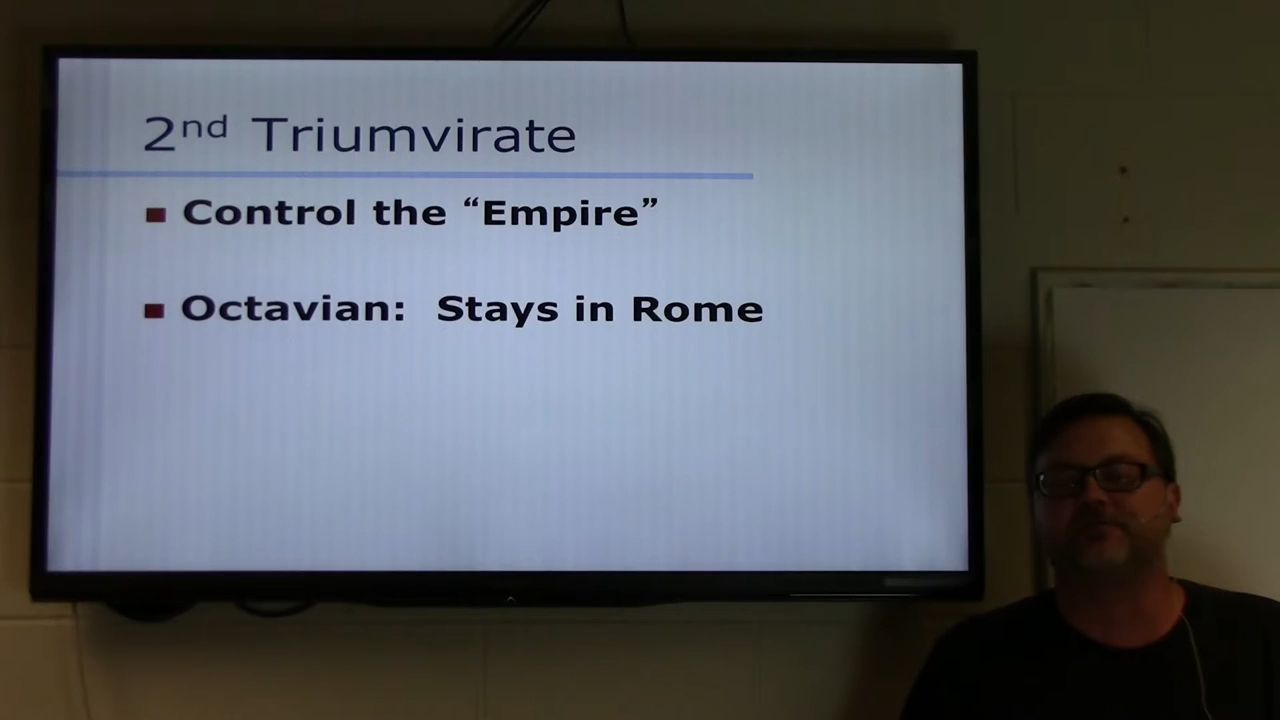 2nd Triumvirate
Control the “Empire”
Octavian: Stays in Rome